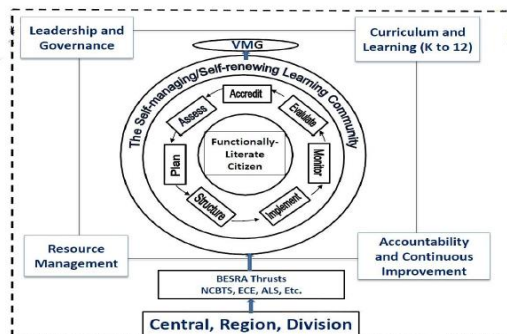 Leadership and
Governance
Curriculum and
Learning (K to 12)
VMG
The Self-managing/Self-renewing Learning Community
Accredit
Assess
Evaluate
Functionally-
Literate
Citizen
Plan
Monitor
Structure
Implement
Resource
Management
Accountability
and Continuous
Improvement
BESRA Thrusts
NCBTS, ECE, ALS, Etc.
Central, Region, Division